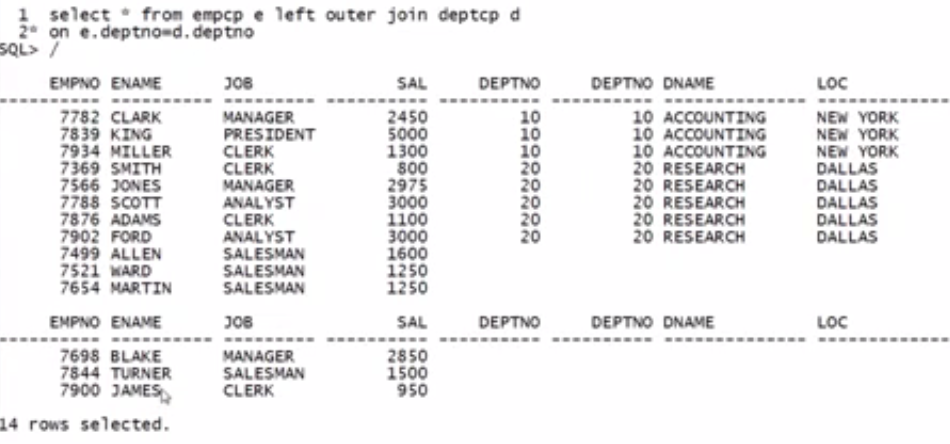 1 select * from empcp e left outer join deptcp d
2* on e.deptno=d.deptno
SQL> /
EMPNO ENAME JOB SAL DEPTNO DEPTNO DNAME LOC
7782 CLARK MANAGER 2450 10 10 ACCOUNTING NEW YORK
7839 KING PRESIDENT 5000 10 10 ACCOUNTING NEW YORK
7934 MILLER CLERK 1300 10 10 ACCOUNTING NEW YORK
7369 SMITH CLERK 800 20 20 RESEARCH DALLAS
7566 JONES MANAGER 2975 20 20 RESEARCH DALLAS
7788 SCOTT ANALYST 3000 20 20 RESEARCH DALLAS
7876 ADAMS CLERK 1100 20 20 RESEARCH DALLAS
7902 FORD ANALYST 3000 20 20 RESEARCH DALLAS
7499 ALLEN SALESMAN 1600
7521 WARD SALESMAN 1250
7654 MARTIN SALESMAN 1250
EMPNO ENAME JOB SAL DEPTNO DEPTNO DNAME LOC
7698 BLAKE MANAGER 2850
7844 TURNER SALESMAN 1500
7900 JAMES CLERK 950
14 rows selected.